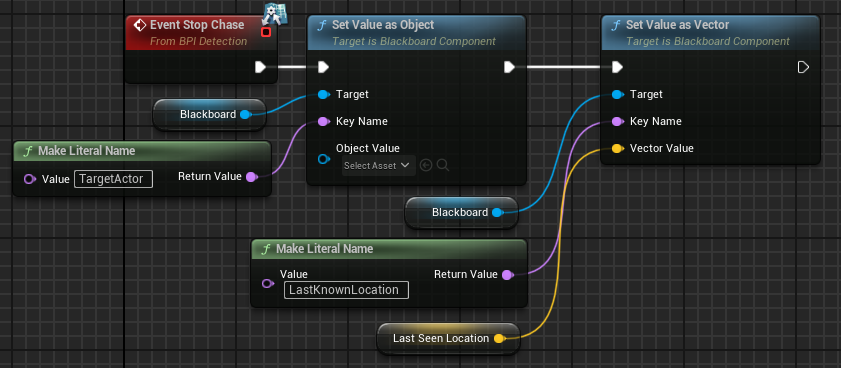 Event Stop Chase
From BPI Detection
f Set Value as Object
Target is Blackboard Component
f Set Value as Vector
Target is Blackboard Component
Target
Target
Blackboard
Key Name
Key Name
f Make Literal Name
Object Value
Vector Value
Select Asset
Value TargetActor Return Value
Blackboard
f Make Literal Name
Value Return Value
LastKnownLocation
Last Seen Location